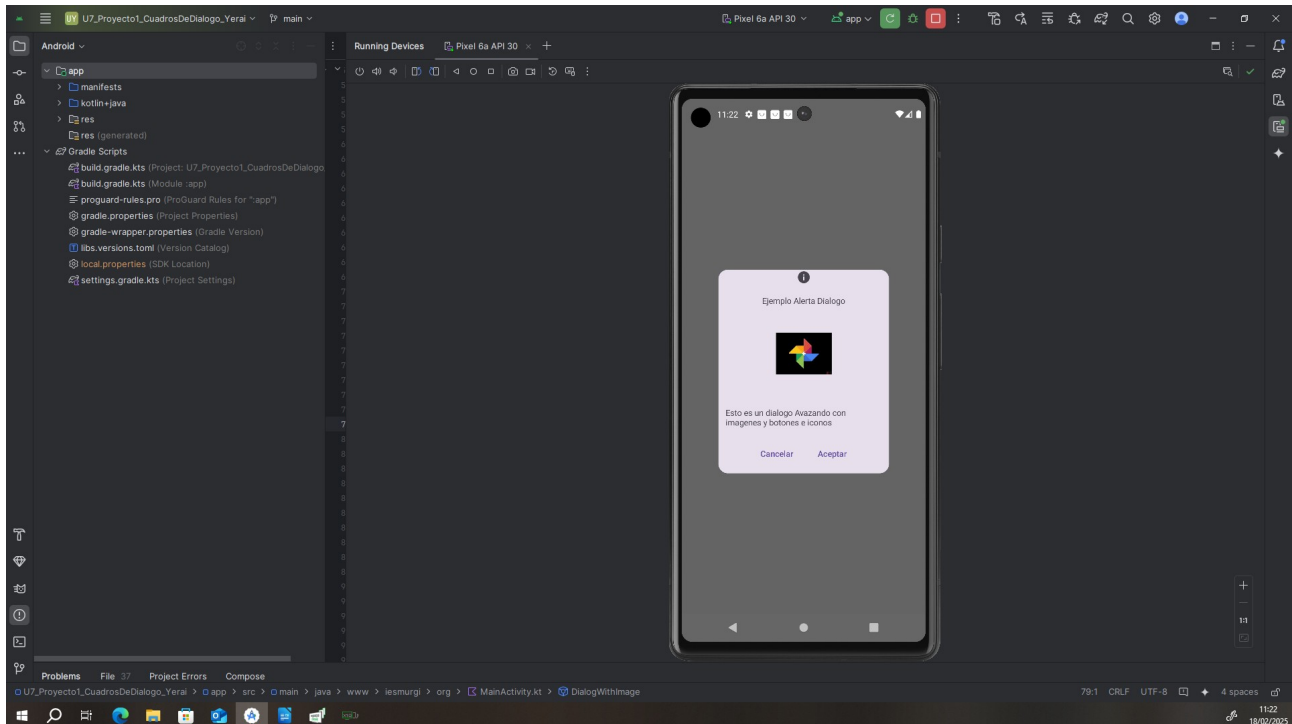 UY U7_Proyecto1_CuadrosDeDialogo_Yerai main Pixel 6a API 30 app
Android Running Devices Pixel 6a API 30
app
manifests
kotlin+java
res
res (generated)
Gradle Scripts
build.gradle.kts (Project: U7_Proyecto1_CuadrosDeDialogo
build.gradle.kts (Module :app)
proguard-rules.pro (ProGuard Rules for ":app")
gradle.properties (Project Properties)
gradle-wrapper.properties (Gradle Version)
libs.versions.toml (Version Catalog)
local.properties (SDK Location)
settings.gradle.kts (Project Settings)
11:22
Ejemplo Alerta Dialogo
Esto es un dialogo Avazando con
imagenes y botones e iconos
Cancelar Aceptar
1:1
Problems File 37 Project Errors Compose
U7_Proyecto1_CuadrosDeDialogo_Yerai > app > src > main > java > www > iesmurgi > org > MainActivity.kt > DialogWithImage 79:1 CRLF UTF-8 4 spaces
11:22
18/02/2025